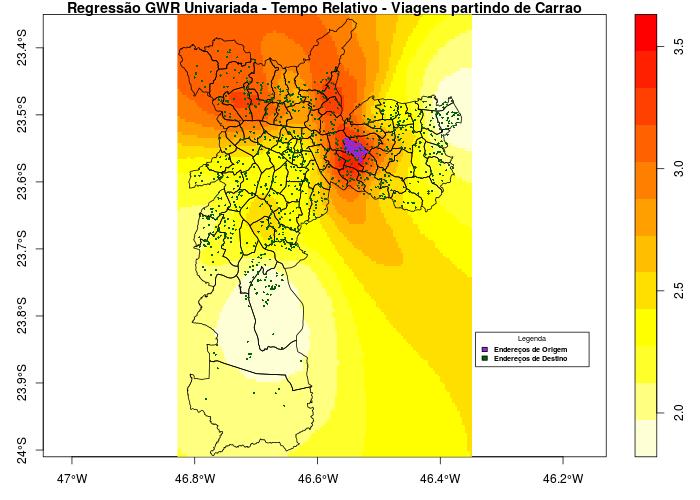 Regressão GWR Univariada - Tempo Relativo - Viagens partindo de Carrao
23.4°S
23.5°S
23.6°S
23.7°S
23.8°S
23.9°S
24°S
47°W
46.8°W
46.6°W
46.4°W
46.2°W
Legenda
Endereços de Origem
Endereços de Destino
3.5
3.0
2.5
2.0